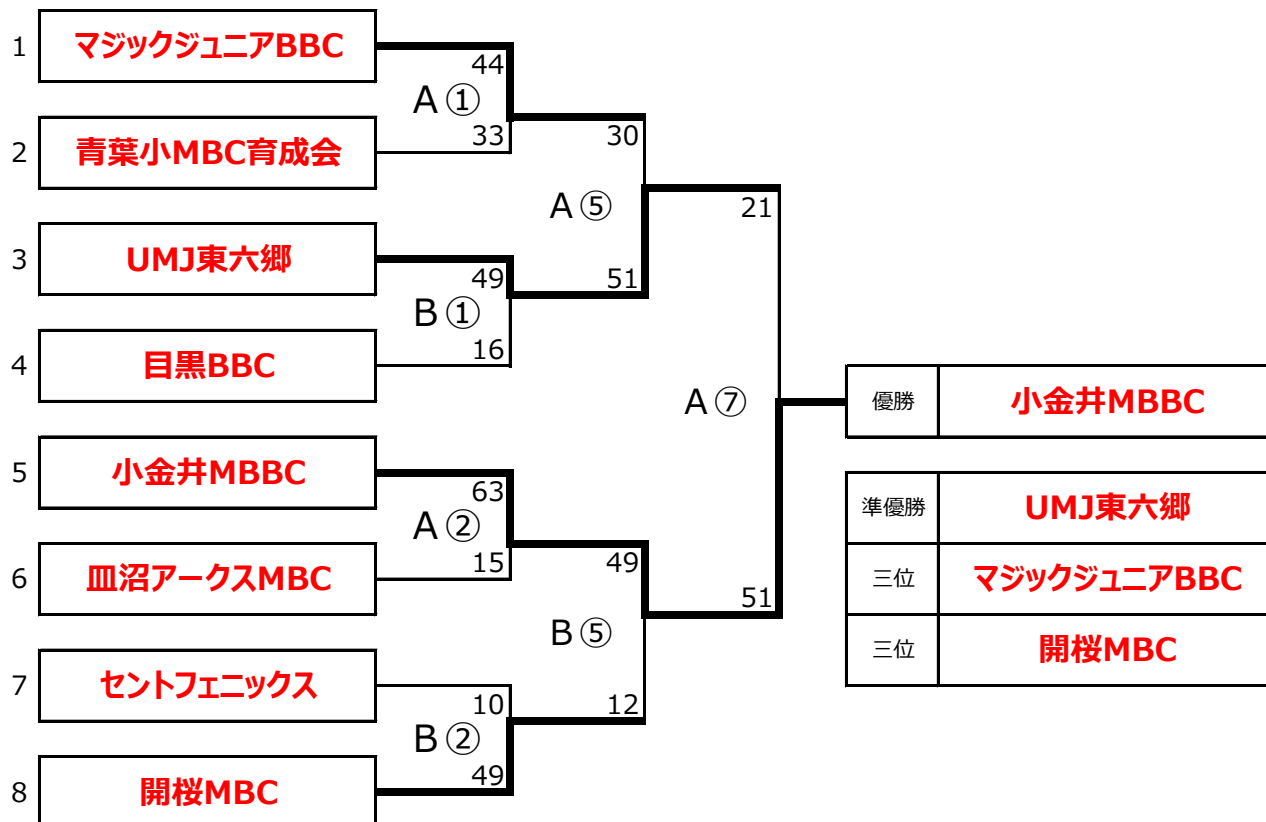 1 マジックジュニアBBC
44
A①
33
2 青葉小MBC育成会
30
A⑤
21
3 UMJ東六郷
49
51
B①
16
4 目黒BBC
A⑦
優勝 小金井MBBC
5 小金井MBBC
63
A②
15
6 皿沼アークスMBC
49
51
B⑤
準優勝 UMJ東六郷
三位 マジックジュニアBBC
三位 開桜MBC
7 セントフェニックス
10
12
B②
49
8 開桜MBC